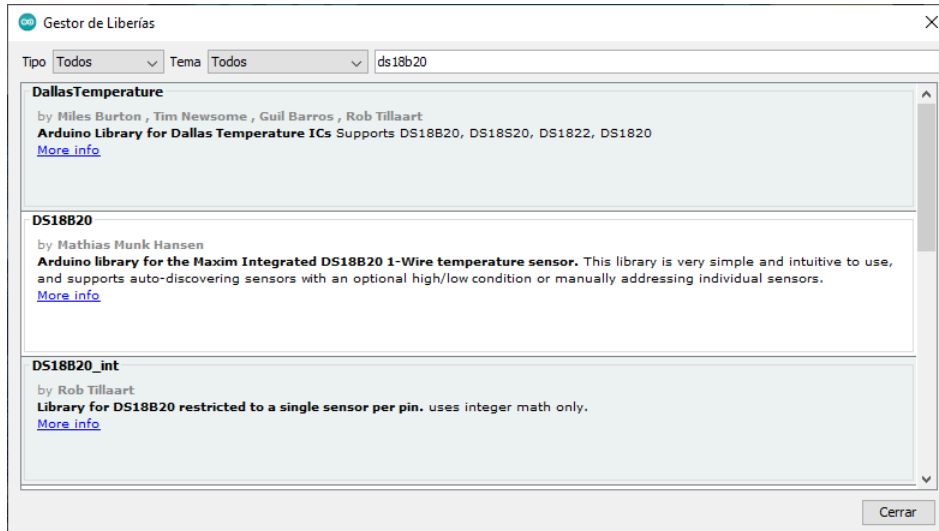 Gestor de Liberías
Tipo Todos Tema Todos ds18b20
DallasTemperature
by Miles Burton , Tim Newsome , Guil Barros , Rob Tillaart
Arduino Library for Dallas Temperature ICs Supports DS18B20, DS18S20, DS1822, DS1820
More info
DS18B20
by Mathias Munk Hansen
Arduino library for the Maxim Integrated DS18B20 1-Wire temperature sensor. This library is very simple and intuitive to use,
and supports auto-discovering sensors with an optional high/low condition or manually addressing individual sensors.
More info
DS18B20_int
by Rob Tillaart
Library for DS18B20 restricted to a single sensor per pin. uses integer math only.
More info
Cerrar